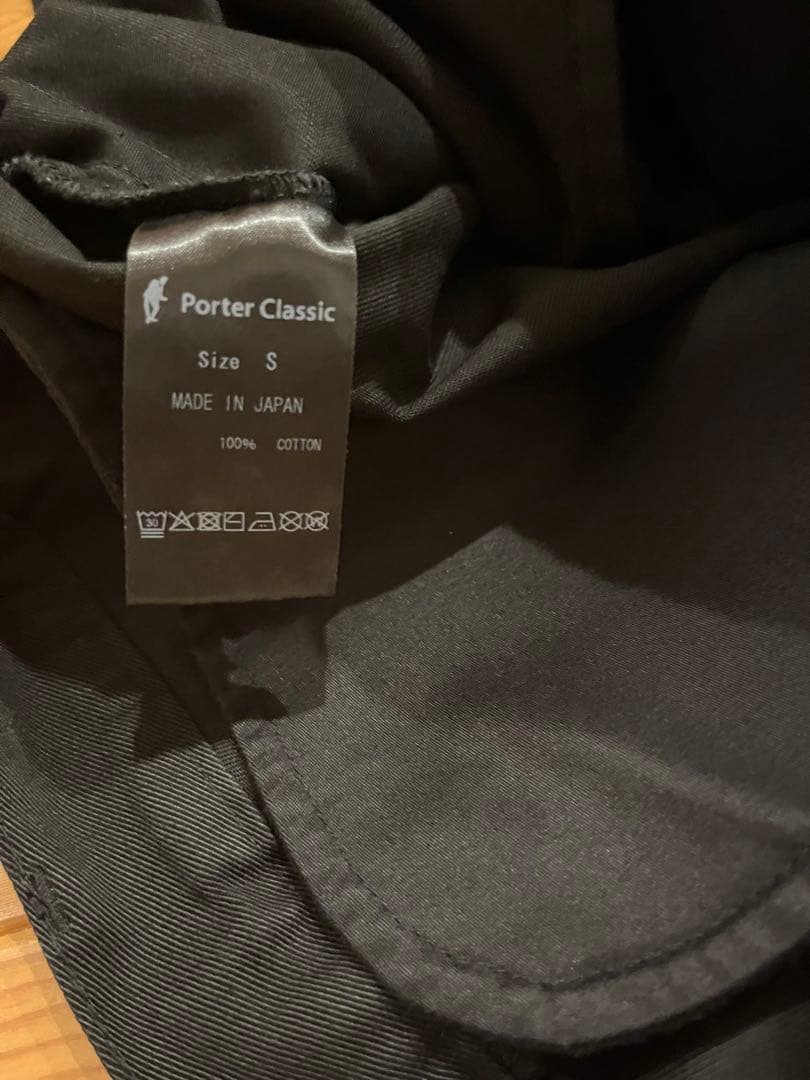 Porter Classic
Size S
MADE IN JAPAN
100% COTTON
30
W